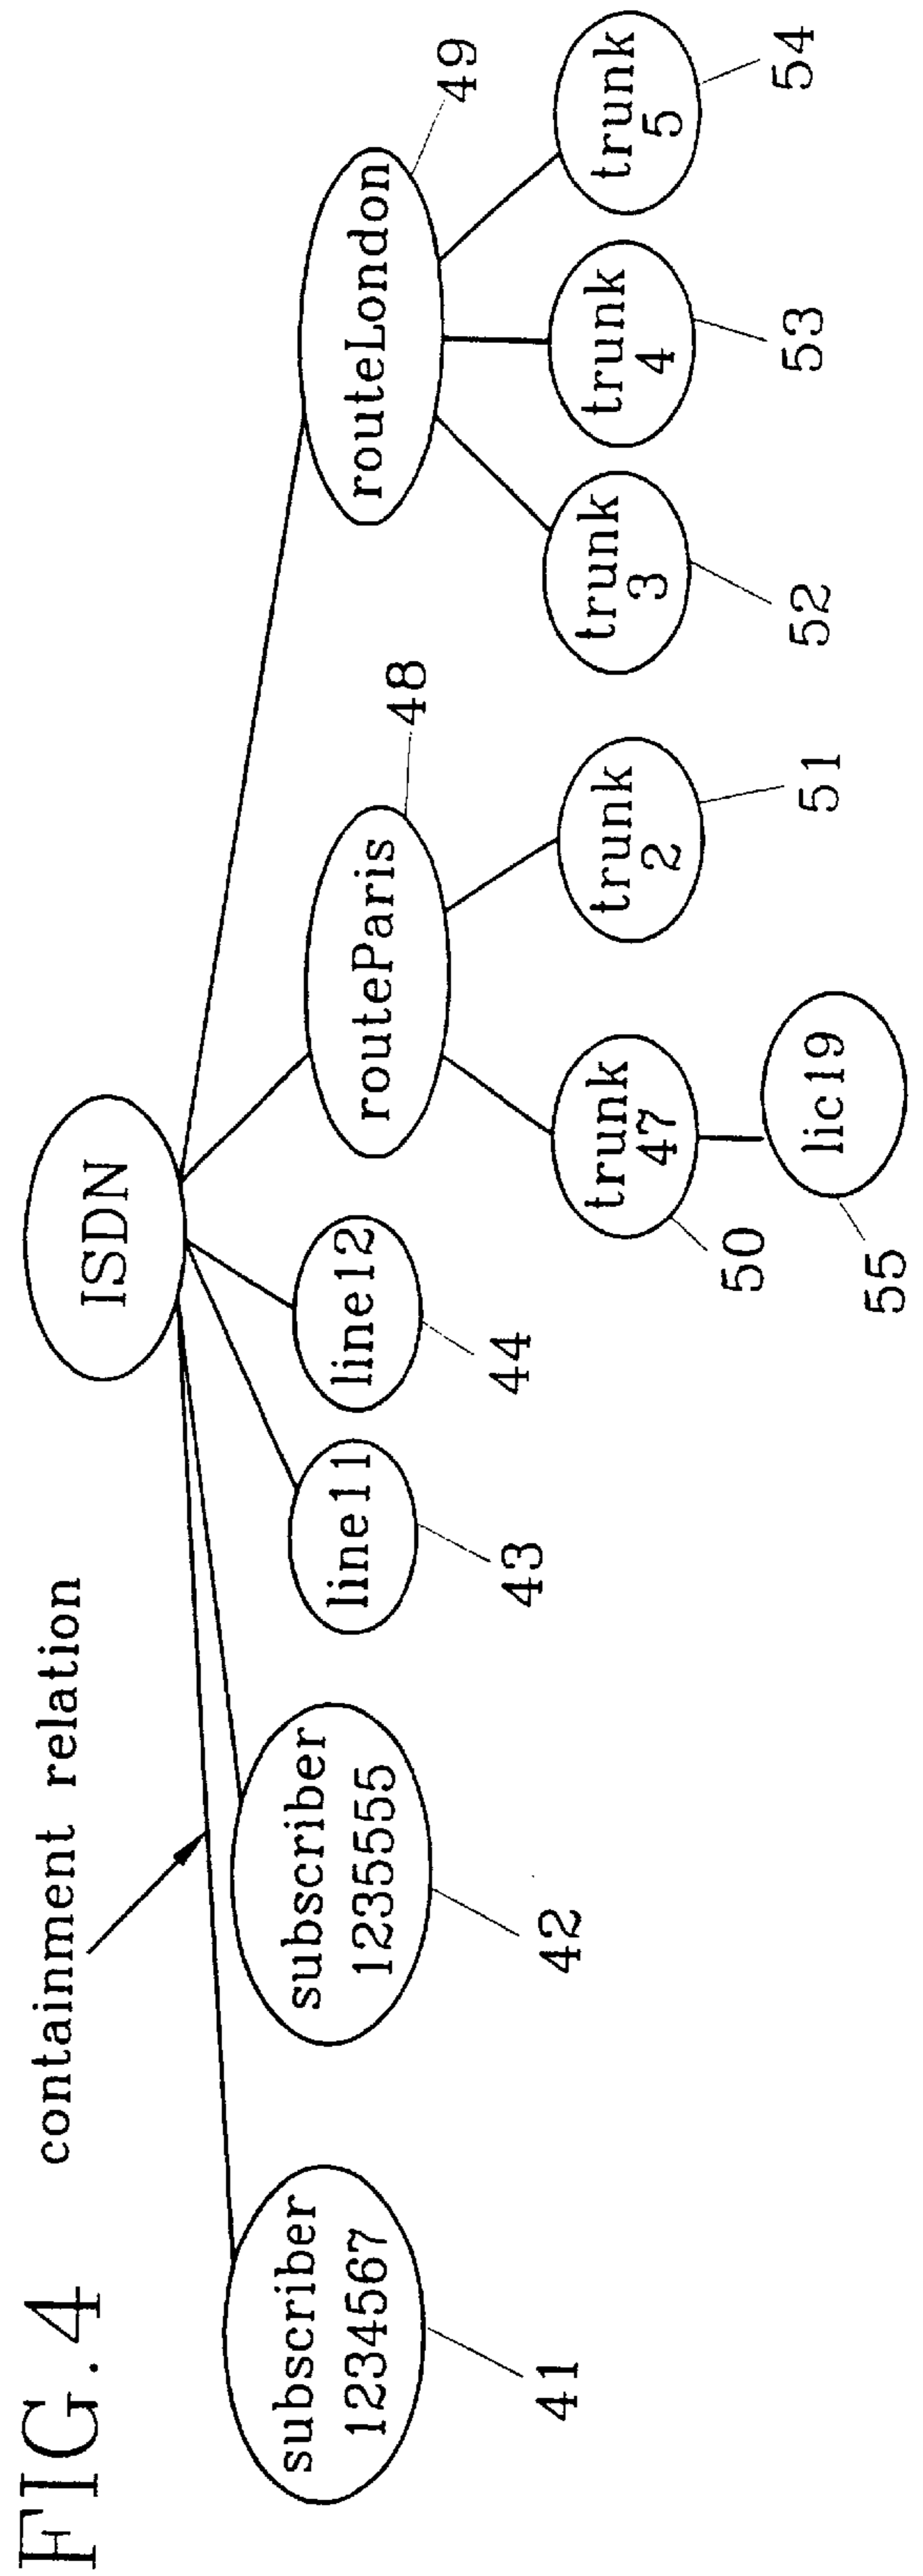 FIG.4
containment relation
ISDN
subscriber
1234567
41
subscriber
1235555
42
line11
43
line12
44
routeParis
48
routeLondon
49
trunk
47
50
trunk
2
51
trunk
3
52
trunk
4
53
trunk
5
54
lic19
55